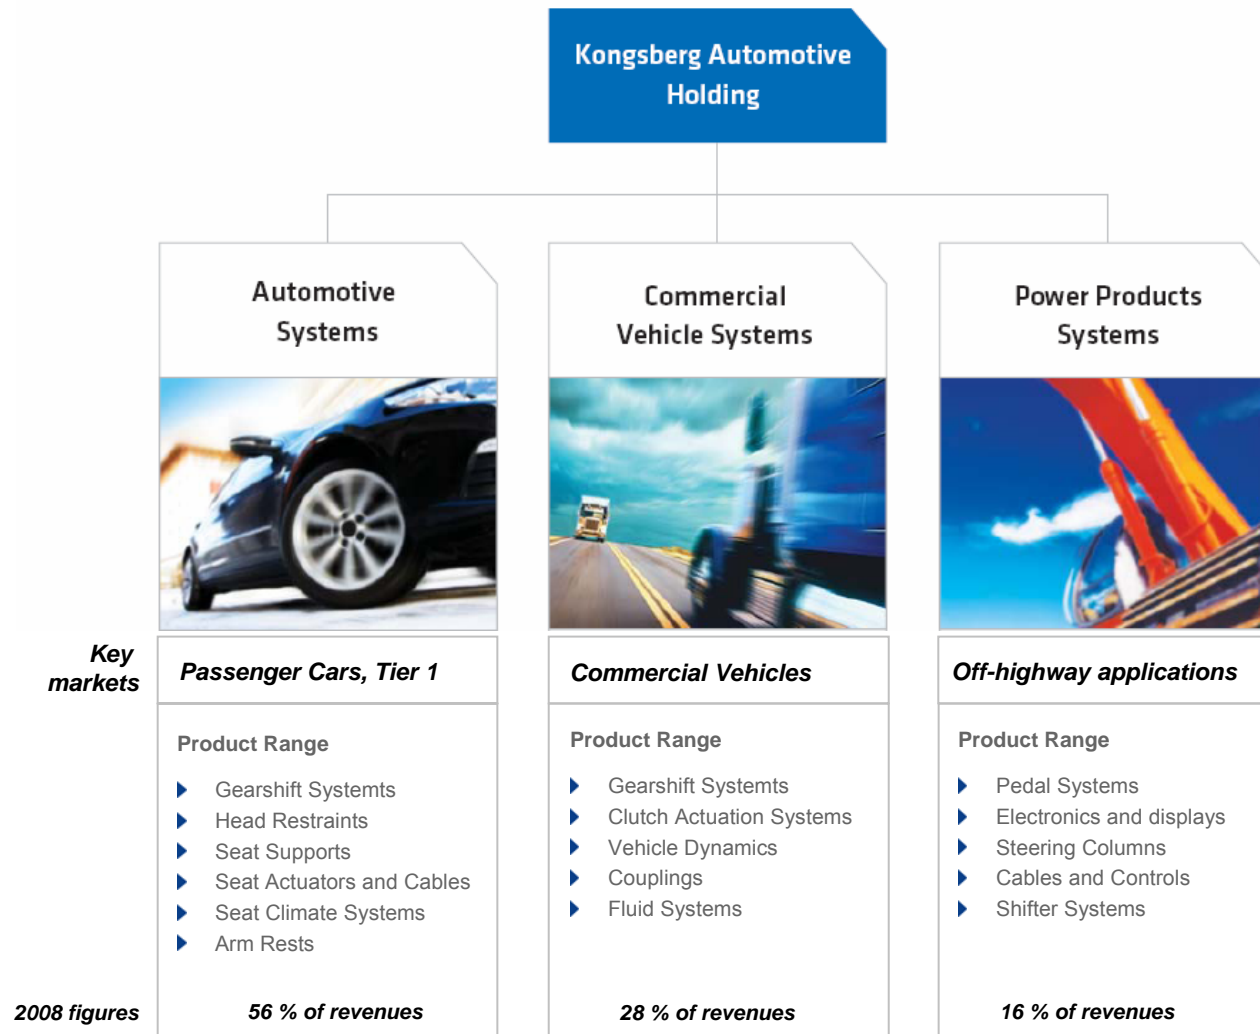 Kongsberg Automotive
Holding
Automotive
Systems
Commercial
Vehicle Systems
Power Products
Systems
Key
markets
Passenger Cars, Tier 1
Commercial Vehicles
Off-highway applications
Product Range
Gearshift Systemts
Head Restraints
Seat Supports
Seat Actuators and Cables
Seat Climate Systems
Arm Rests
Product Range
Gearshift Systemts
Clutch Actuation Systems
Vehicle Dynamics
Couplings
Fluid Systems
Product Range
Pedal Systems
Electronics and displays
Steering Columns
Cables and Controls
Shifter Systems
2008 figures
56 % of revenues
28 % of revenues
16 % of revenues